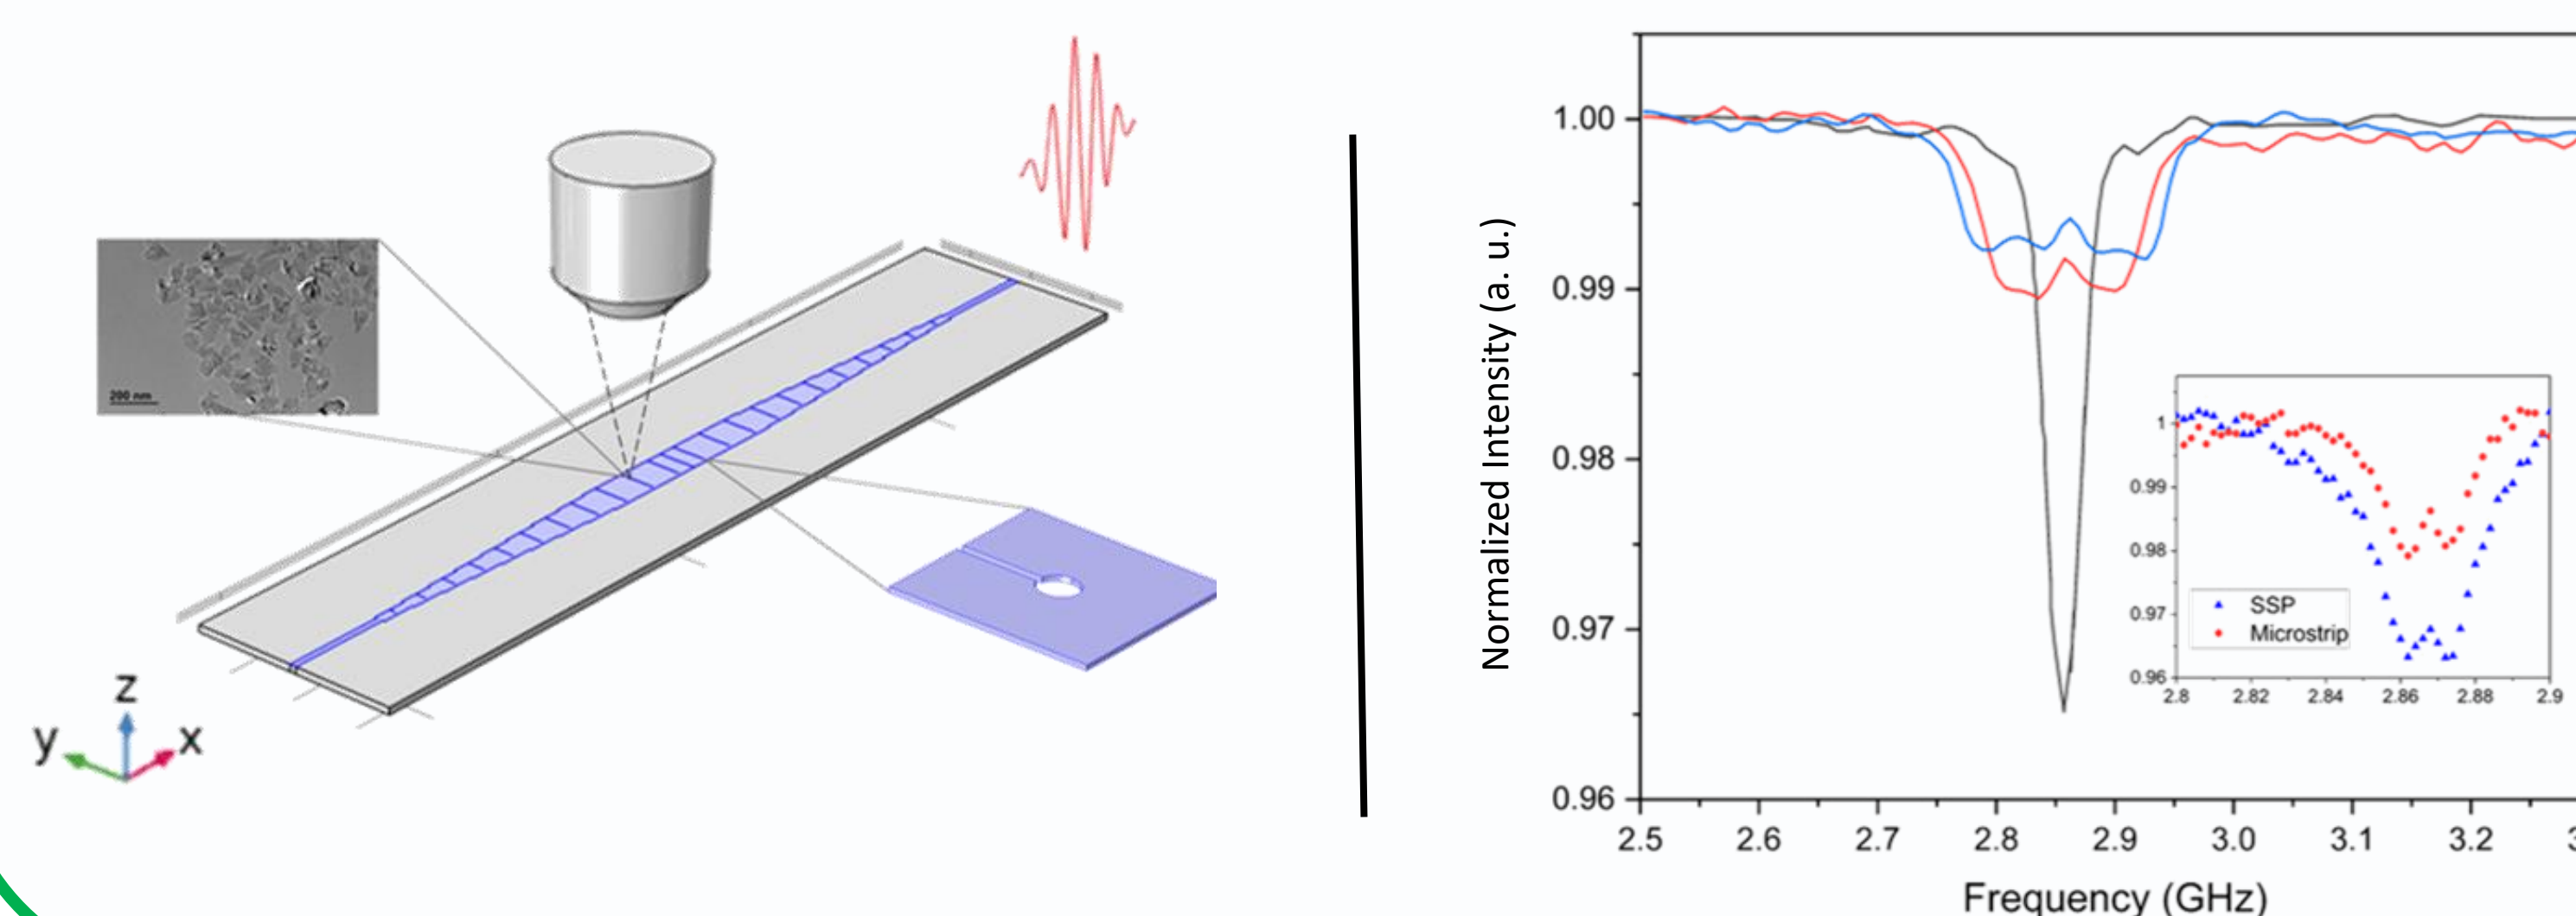 200 nm
z
y
x
Normalized Intensity (a. u.)
1.00
0.99
0.98
0.97
0.96
2.5 2.6 2.7 2.8 2.9 3.0 3.1 3.2
Frequency (GHz)
1
0.99
0.98
0.97
0.96
2.8 2.82 2.84 2.86 2.88 2.9
SSP
Microstrip